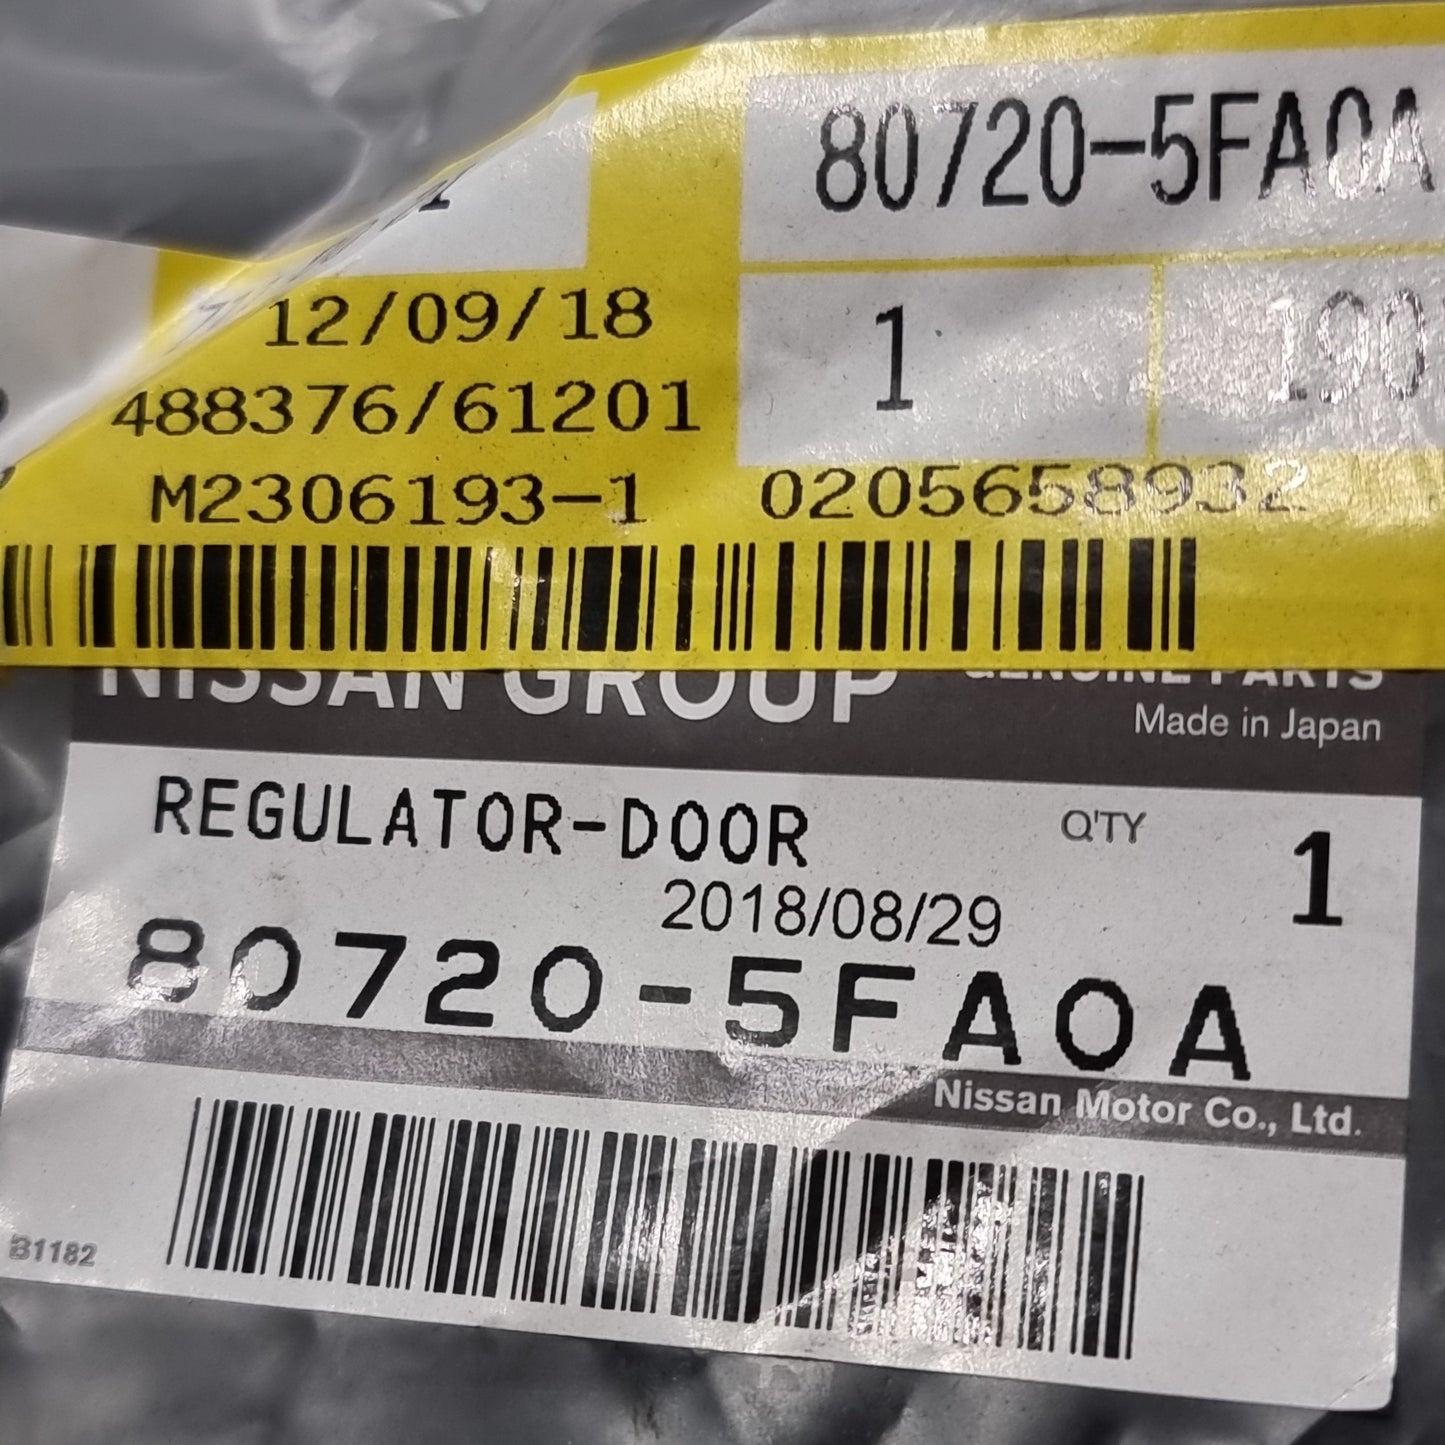 80720-5FA0A
1
12/09/18
1
488376/61201
M2306193-1
0205658932
NISSAN GROUP
GENUINE PARTS
Made in Japan
REGULATOR-DOOR
Q'TY
1
2018/08/29
80720-5FA0A
Nissan Motor Co., Ltd.
B1182